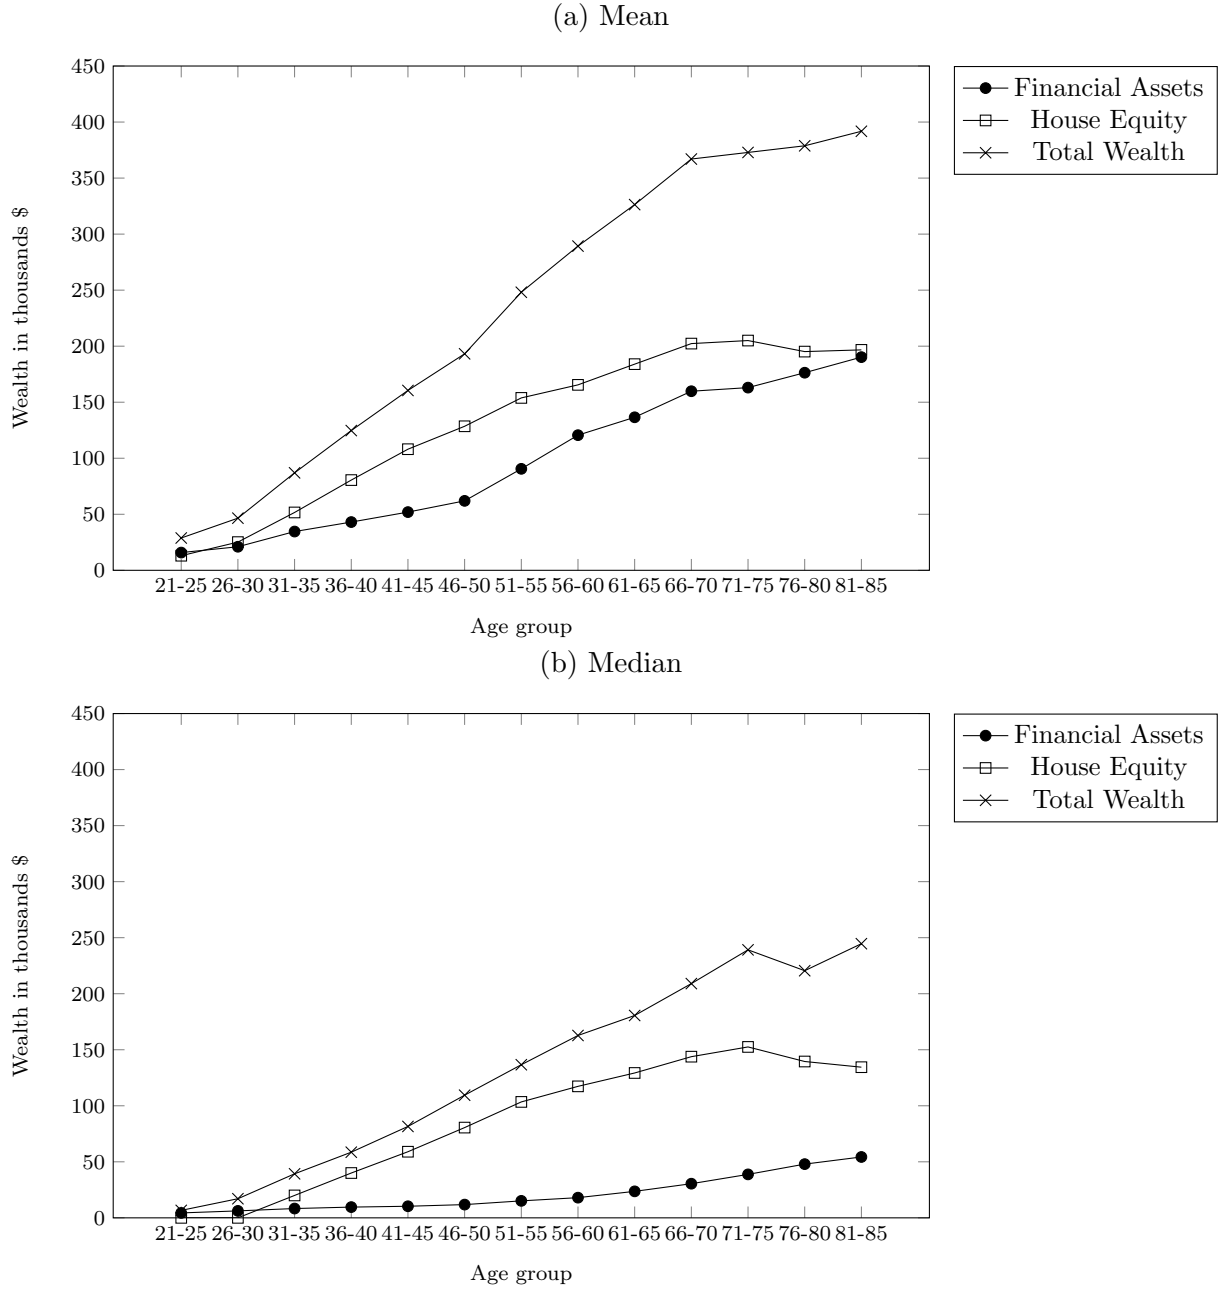 (a) Mean
450
400
350
300
250
200
150
100
50
0
Wealth in thousands $
21-25 26-30 31-35 36-40 41-45 46-50 51-55 56-60 61-65 66-70 71-75 76-80 81-85
Age group
Financial Assets
House Equity
Total Wealth
(b) Median
450
400
350
300
250
200
150
100
50
0
Wealth in thousands $
21-25 26-30 31-35 36-40 41-45 46-50 51-55 56-60 61-65 66-70 71-75 76-80 81-85
Age group
Financial Assets
House Equity
Total Wealth